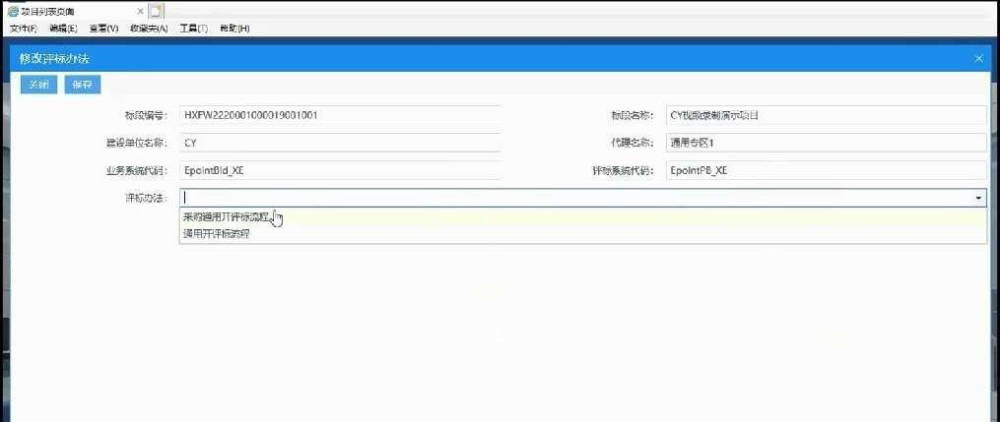 项目列表页面
文件(F) 编辑(E) 查看(V) 收藏夹(A) 工具(T) 帮助(H)
修改评标办法
关闭 保存
标段编号： HXFW2220001000019001001 标段名称： CY视频录制演示项目
建设单位名称： CY 代理名称： 通用专区1
业务系统代码： EpointBid_XE 评标系统代码： EpointPB_XE
评标办法：
采购通用开评标流程
通用开评标流程